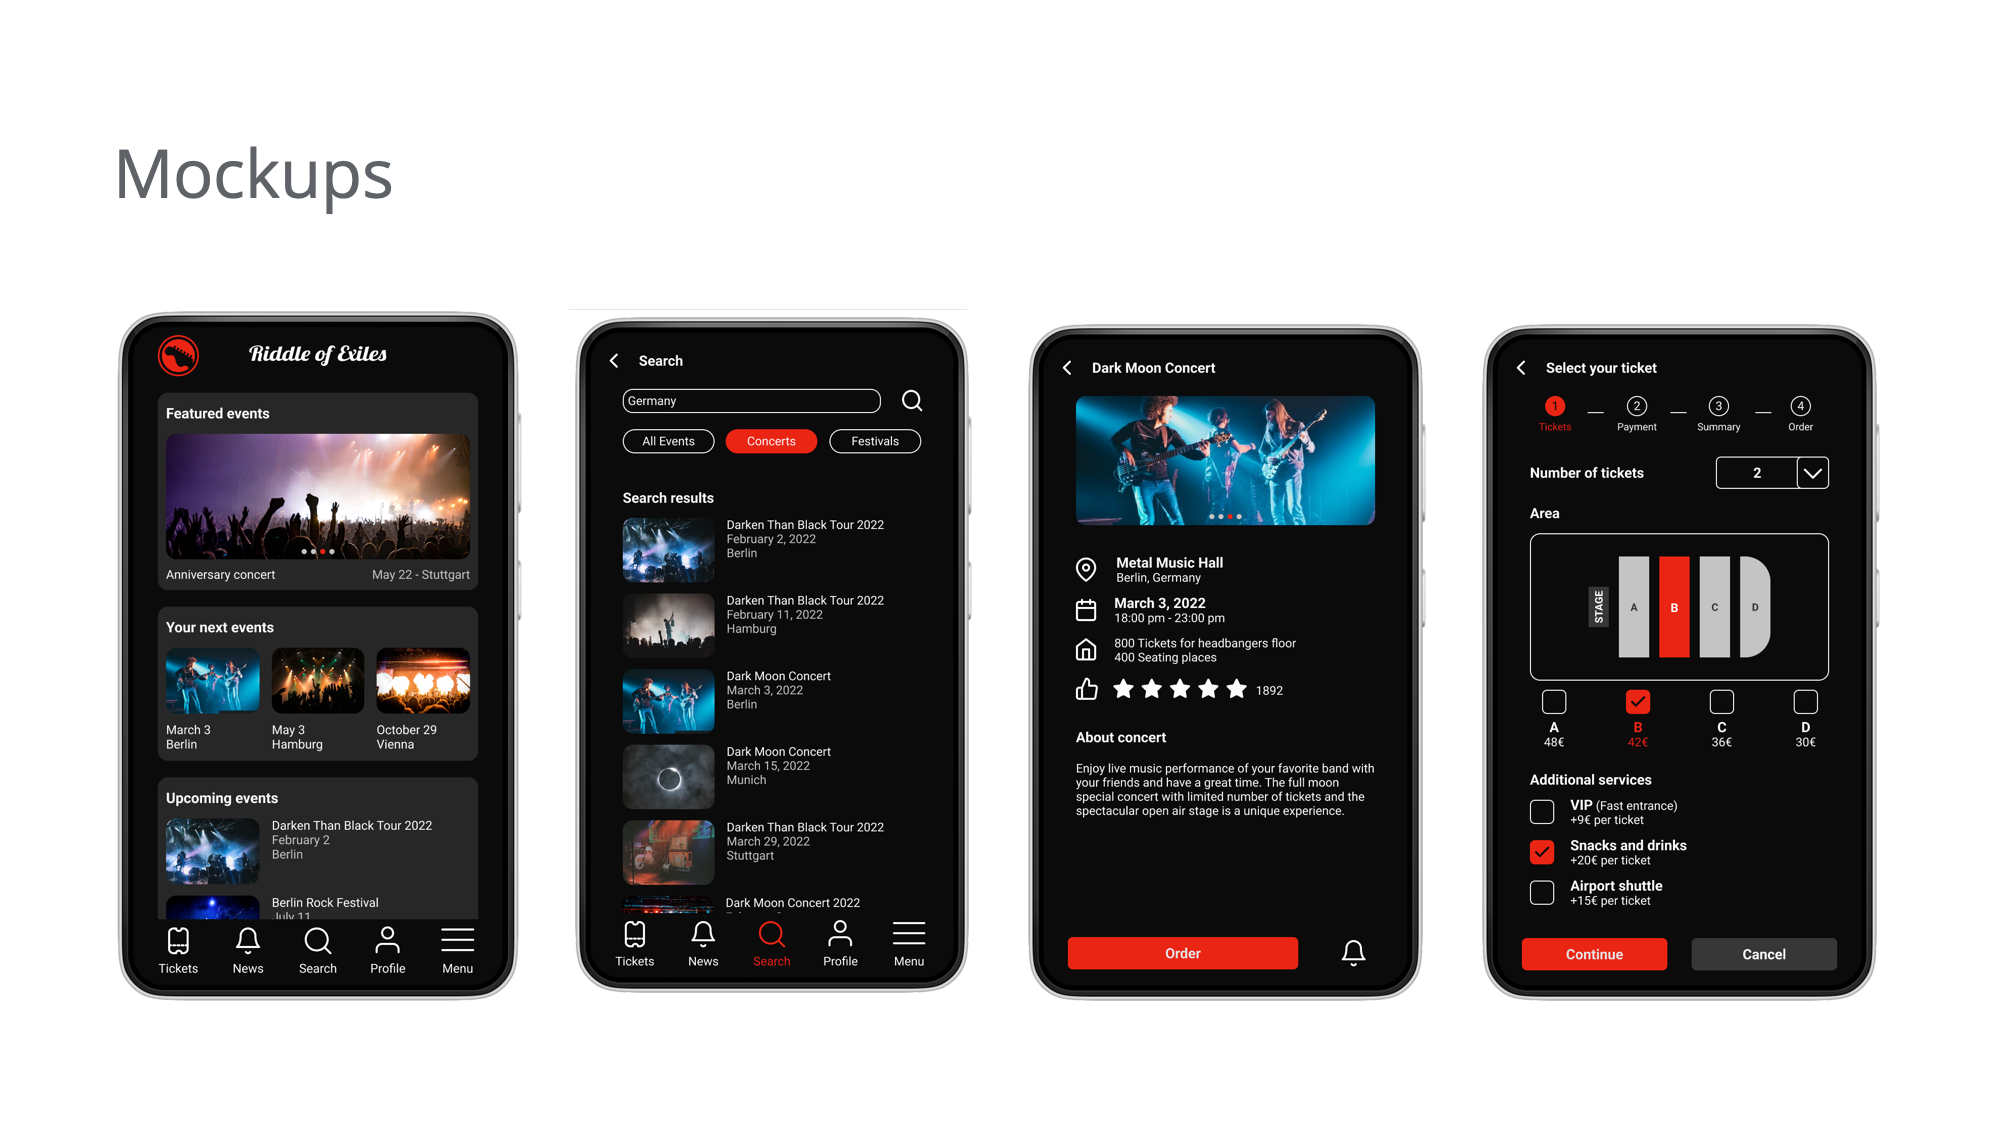 Mockups
Riddle of Exiles
Featured events
Anniversary concert May 22 - Stuttgart
Your next events
March 3 May 3 October 29
Berlin Hamburg Vienna
Upcoming events
Darken Than Black Tour 2022
February 2
Berlin
Berlin Rock Festival
July 11
Tickets News Search Profile Menu
Search
Germany
All Events Concerts Festivals
Search results
Darken Than Black Tour 2022
February 2, 2022
Berlin
Darken Than Black Tour 2022
February 11, 2022
Hamburg
Dark Moon Concert
March 3, 2022
Berlin
Dark Moon Concert
March 15, 2022
Munich
Darken Than Black Tour 2022
March 29, 2022
Stuttgart
Dark Moon Concert 2022
Tickets News Search Profile Menu
Dark Moon Concert
Metal Music Hall
Berlin, Germany
March 3, 2022
18:00 pm - 23:00 pm
800 Tickets for headbangers floor
400 Seating places
1892
About concert
Enjoy live music performance of your favorite band with
your friends and have a great time. The full moon
special concert with limited number of tickets and the
spectacular open air stage is a unique experience.
Order
Select your ticket
1 2 3 4
Tickets Payment Summary Order
Number of tickets 2
Area
STAGE A B C D
A B C D
48€ 42€ 36€ 30€
Additional services
VIP (Fast entrance)
+9€ per ticket
Snacks and drinks
+20€ per ticket
Airport shuttle
+15€ per ticket
Continue Cancel